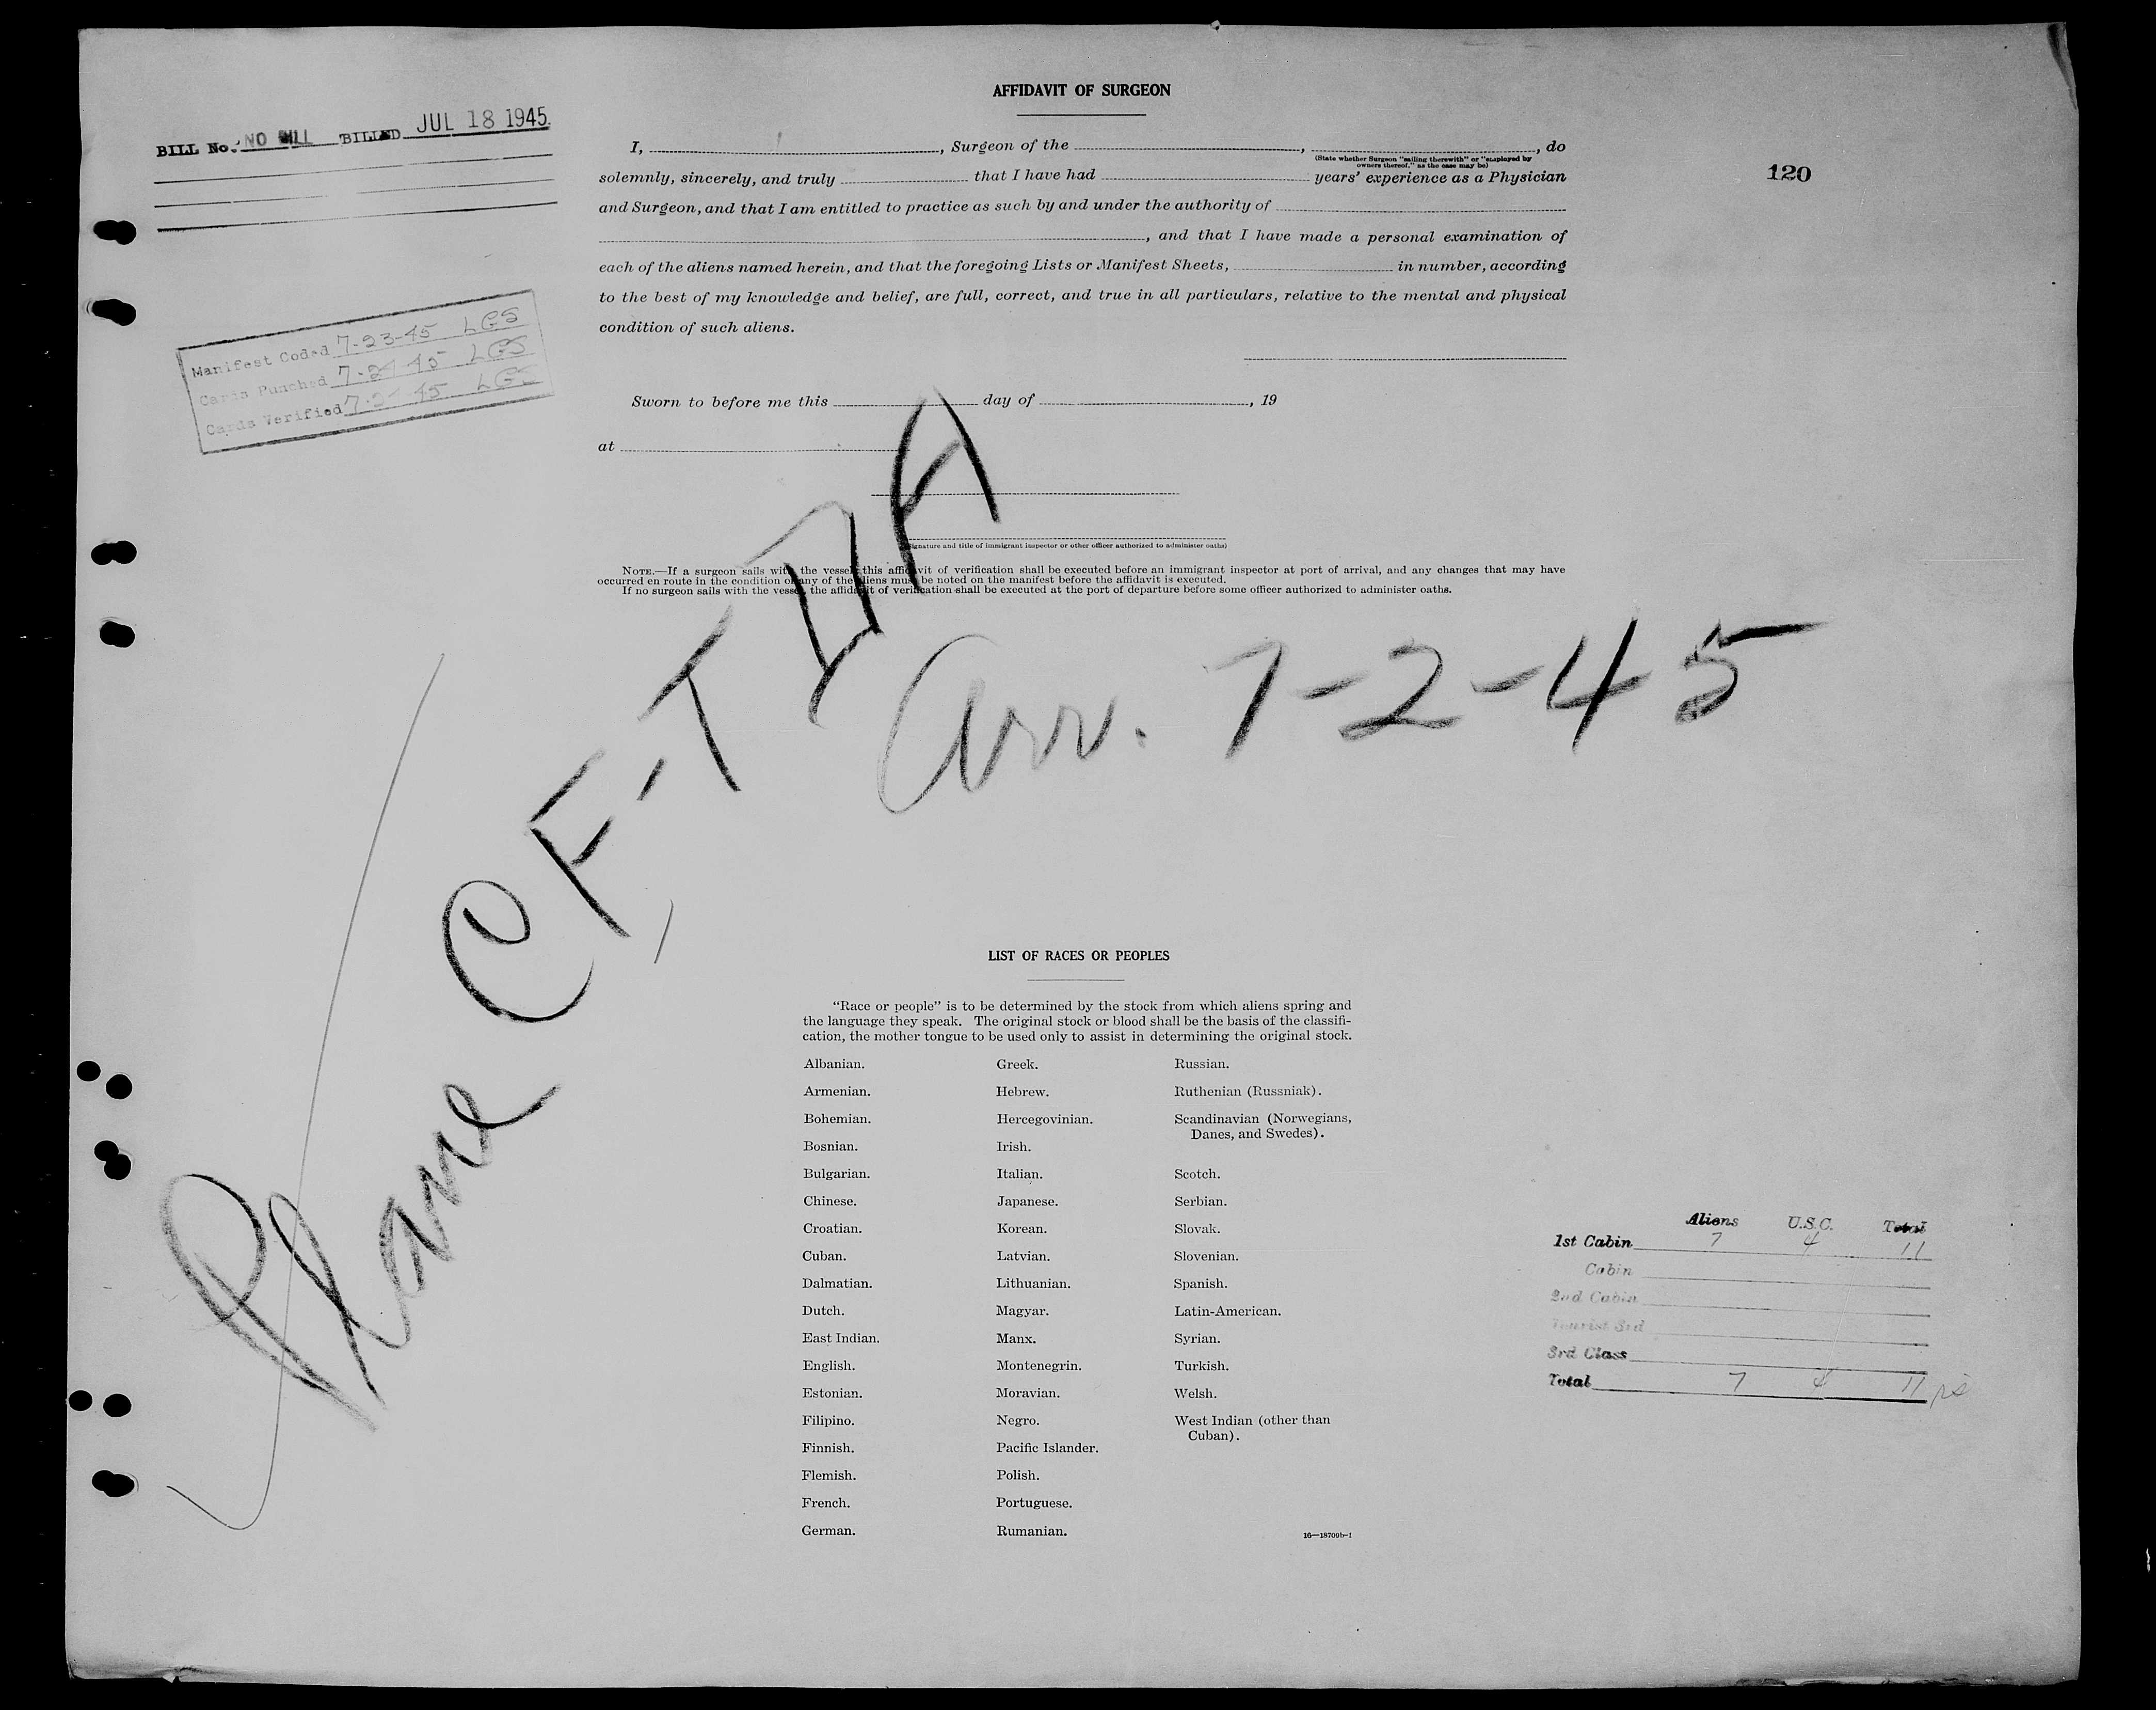 AFFIDAVIT OF SURGEON
BILL No. NO BILL BILLED JUL 18 1945
120
I, , Surgeon of the , , do
(State whether Surgeon "sailing therewith" or "employed by
owners thereof," as the case may be)
solemnly, sincerely, and truly that I have had years' experience as a Physician
and Surgeon, and that I am entitled to practice as such by and under the authority of
, and that I have made a personal examination of
each of the aliens named herein, and that the foregoing Lists or Manifest Sheets, in number, according
to the best of my knowledge and belief, are full, correct, and true in all particulars, relative to the mental and physical
condition of such aliens.
Manifest Coded 7-23-45 LGS
Cards Punched 7-24-45 LGS
Cards Verified 7-2 -45 LGS
Sworn to before me this day of , 19
at
(Signature and title of immigrant inspector or other officer authorized to administer oaths)
NOTE.—If a surgeon sails with the vessel, this affidavit of verification shall be executed before an immigrant inspector at port of arrival, and any changes that may have
occurred en route in the condition of any of the aliens must be noted on the manifest before the affidavit is executed.
If no surgeon sails with the vessel, the affidavit of verification shall be executed at the port of departure before some officer authorized to administer oaths.
Plane CF-TDA
Arr. 7-2-45
LIST OF RACES OR PEOPLES
"Race or people" is to be determined by the stock from which aliens spring and
the language they speak. The original stock or blood shall be the basis of the classifi-
cation, the mother tongue to be used only to assist in determining the original stock.
Albanian.
Armenian.
Bohemian.
Bosnian.
Bulgarian.
Chinese.
Croatian.
Cuban.
Dalmatian.
Dutch.
East Indian.
English.
Estonian.
Filipino.
Finnish.
Flemish.
French.
German.
Greek.
Hebrew.
Hercegovinian.
Irish.
Italian.
Japanese.
Korean.
Latvian.
Lithuanian.
Magyar.
Manx.
Montenegrin.
Moravian.
Negro.
Pacific Islander.
Polish.
Portuguese.
Rumanian.
Russian.
Ruthenian (Russniak).
Scandinavian (Norwegians,
Danes, and Swedes).
Scotch.
Serbian.
Slovak.
Slovenian.
Spanish.
Latin-American.
Syrian.
Turkish.
Welsh.
West Indian (other than
Cuban).
16—18709b-1
Aliens U.S.C. Total
1st Cabin 7 4 11
Cabin
2nd Cabin
Tourist 3rd
3rd Class
Total 7 4 11